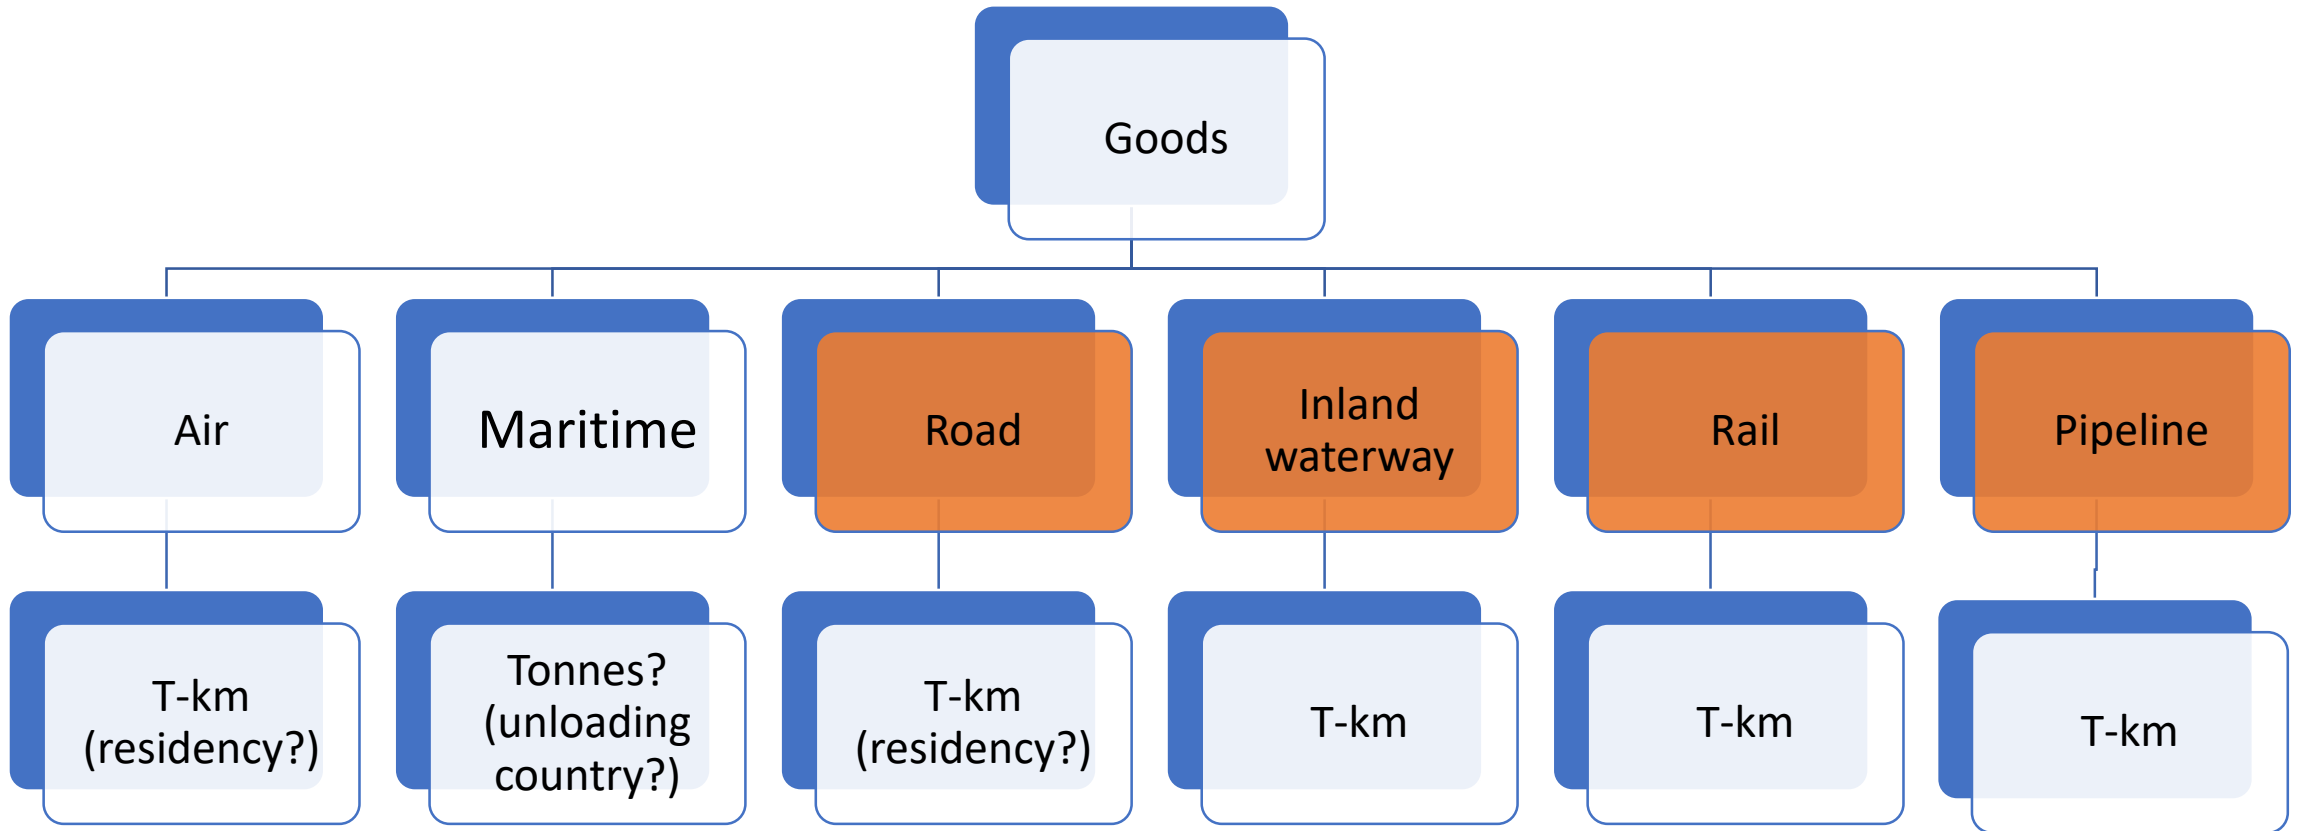 Goods
Air
Maritime
Road
Inland
waterway
Rail
Pipeline
T-km
(residency?)
Tonnes?
(unloading
country?)
T-km
(residency?)
T-km
T-km
T-km